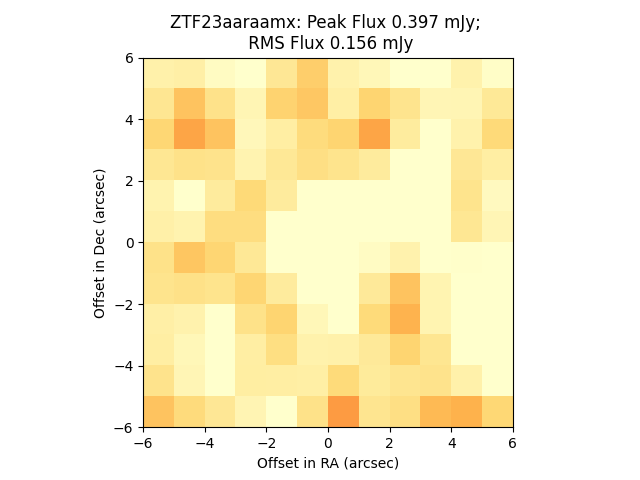 ZTF23aaraamx: Peak Flux 0.397 mJy;
RMS Flux 0.156 mJy
6
4
2
0
−2
−4
−6
Offset in Dec (arcsec)
−6 −4 −2 0 2 4 6
Offset in RA (arcsec)